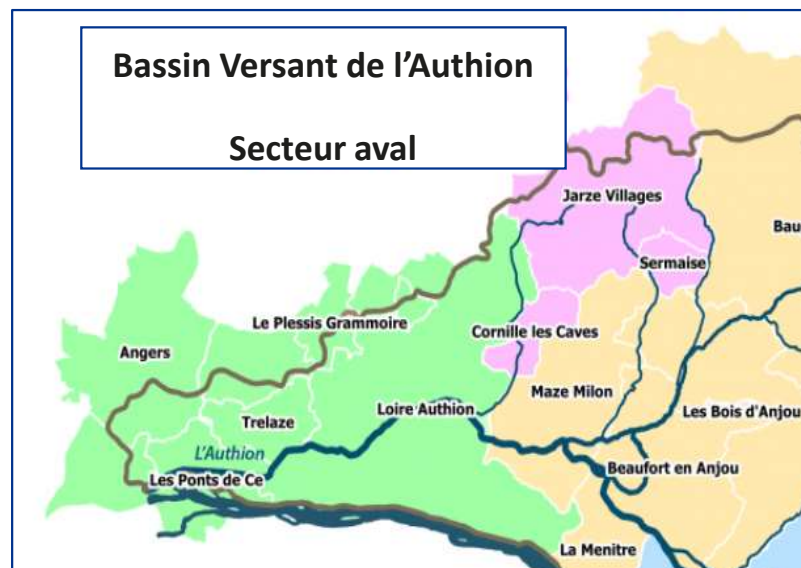 Bassin Versant de l’Authion
Secteur aval
Jarze Villages
Bau
Sermaise
Le Plessis Grammoire
Cornille les Caves
Angers
Maze Milon
Loire Authion
Les Bois d'Anjou
Trelaze
L'Authion
Beaufort en Anjou
Les Ponts de Ce
La Menitre